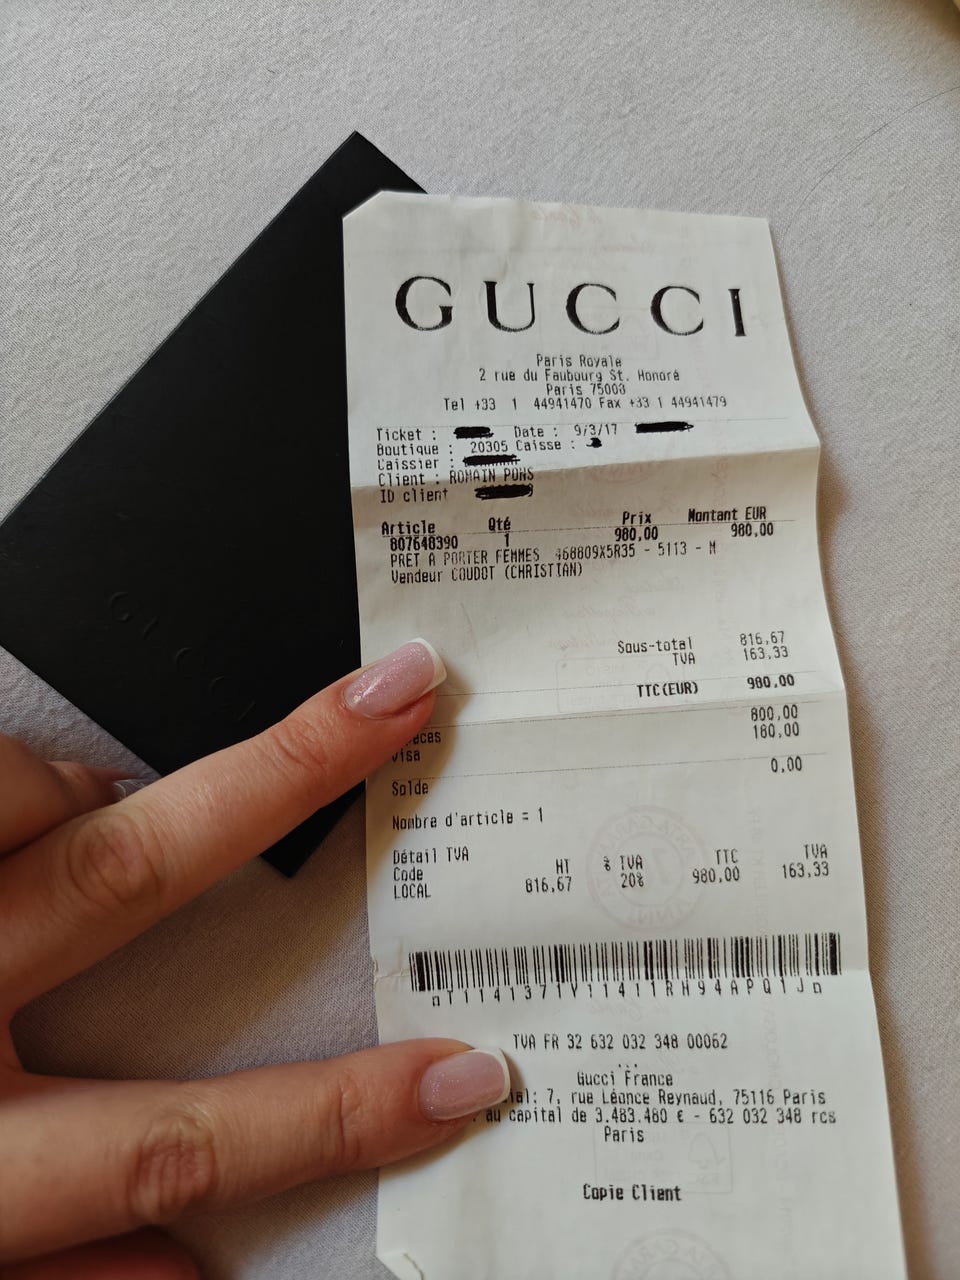 GUCCI
Paris Royale
2 rue du Faubourg St. Honoré
Paris 75008
Tel +33 1 44941470 Fax +33 1 44941479
Ticket : Date : 9/3/17
Boutique : 20305 Caisse :
Caissier :
Client : ROMAIN PONS
ID client
Article Qté Prix Montant EUR
807648390 1 980,00 980,00
PRET A PORTER FEMMES 468809X5R35 - 5113 - M
Vendeur COUDOT (CHRISTIAN)
Sous-total 816,67
TVA 163,33
TTC(EUR) 980,00
800,00
Visa 180,00
Solde 0,00
Nombre d'article = 1
Détail TVA
Code HT % TVA TTC TVA
LOCAL 816,67 20% 980,00 163,33
TVA FR 32 632 032 348 00062
...
Gucci France
7, rue Léonce Reynaud, 75116 Paris
au capital de 3.483.480 € - 632 032 348 rcs
Paris
Copie Client
GUCCI